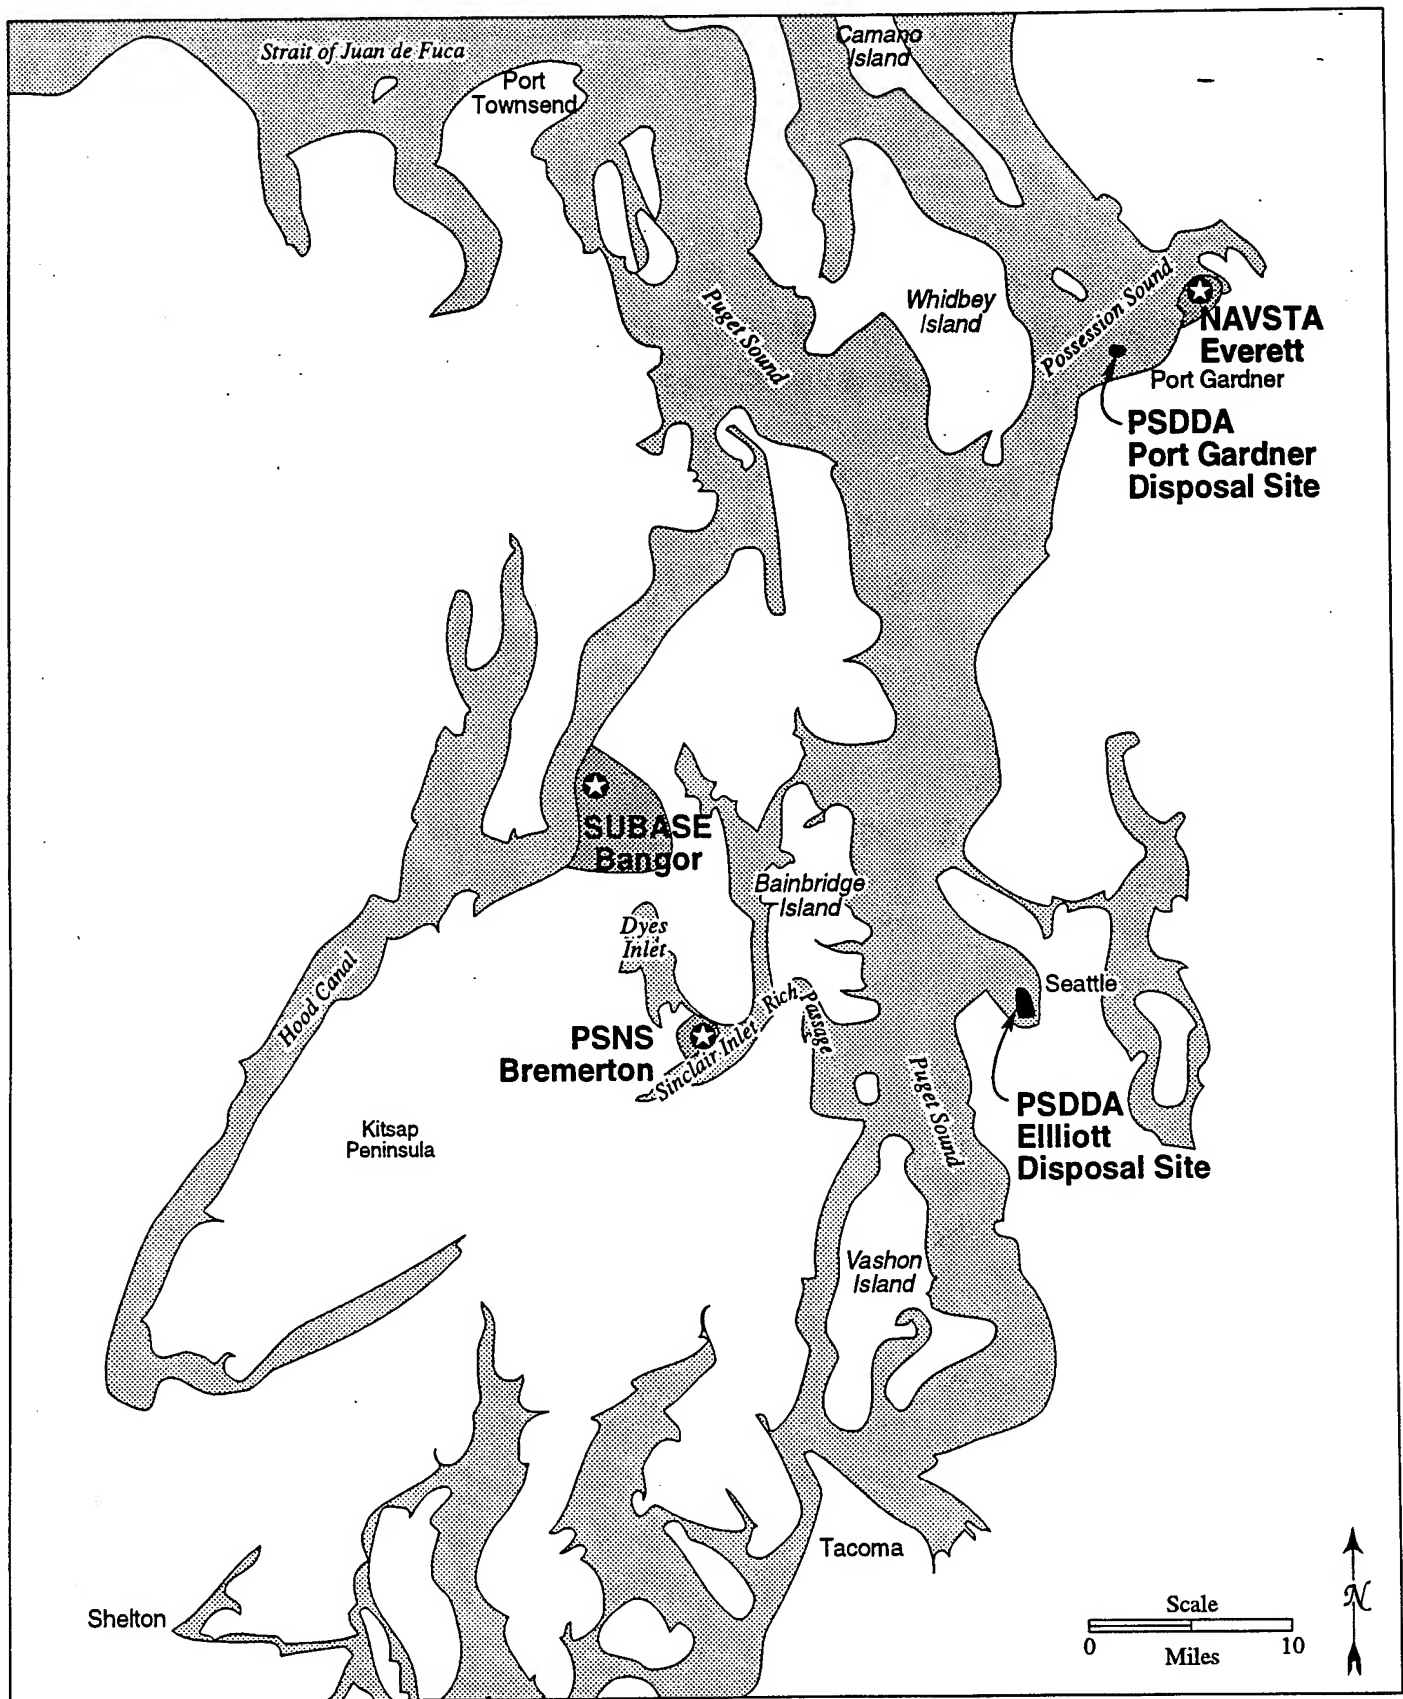 Strait of Juan de Fuca
Camano
Island
Port
Townsend
Puget Sound
Whidbey
Island
Possession Sound
NAVSTA
Everett
Port Gardner
PSDDA
Port Gardner
Disposal Site
SUBASE
Bangor
Bainbridge
Island
Dyes
Inlet
Hood Canal
Seattle
Rich Passage
PSNS
Bremerton
Sinclair Inlet
Puget Sound
PSDDA
Ellliott
Disposal Site
Kitsap
Peninsula
Vashon
Island
Tacoma
Shelton
Scale
0 10
Miles
N